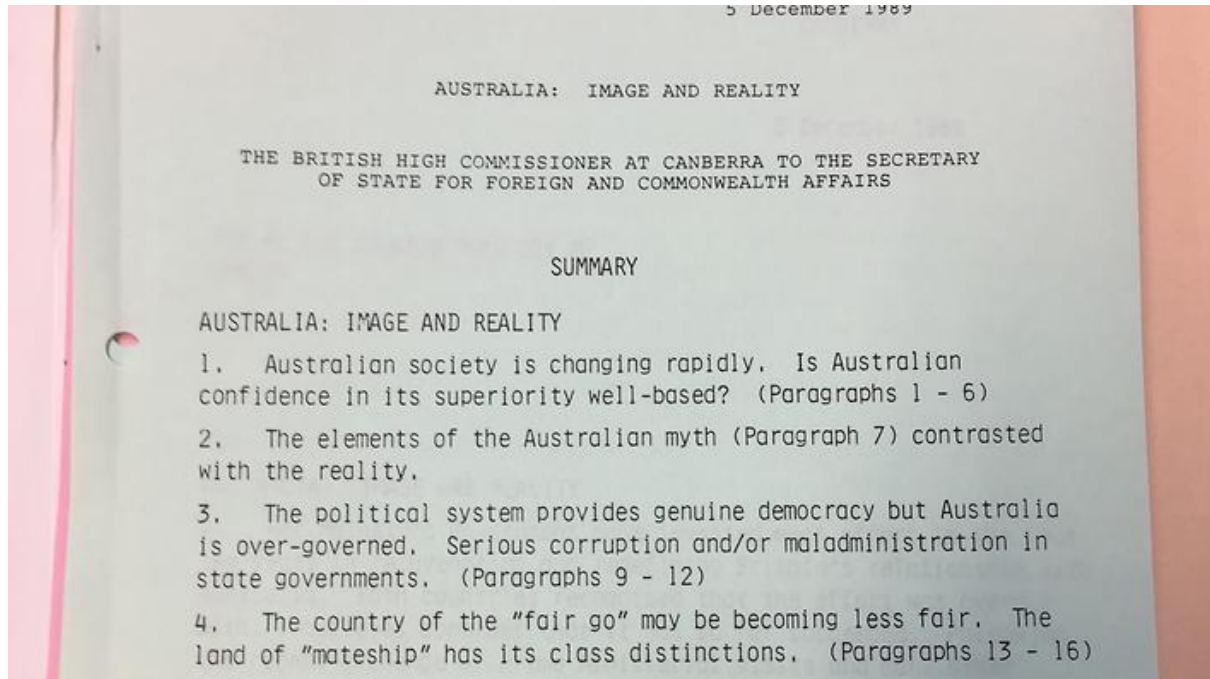 5 December 1989
AUSTRALIA: IMAGE AND REALITY
THE BRITISH HIGH COMMISSIONER AT CANBERRA TO THE SECRETARY
OF STATE FOR FOREIGN AND COMMONWEALTH AFFAIRS
SUMMARY
AUSTRALIA: IMAGE AND REALITY
1. Australian society is changing rapidly. Is Australian
confidence in its superiority well-based? (Paragraphs 1 - 6)
2. The elements of the Australian myth (Paragraph 7) contrasted
with the reality.
3. The political system provides genuine democracy but Australia
is over-governed. Serious corruption and/or maladministration in
state governments. (Paragraphs 9 - 12)
4. The country of the "fair go" may be becoming less fair. The
land of "mateship" has its class distinctions. (Paragraphs 13 - 16)